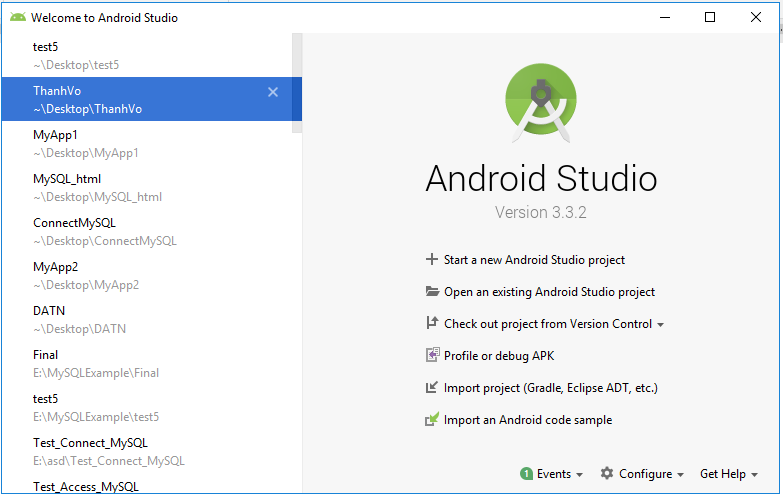 Welcome to Android Studio
test5
~\Desktop\test5
ThanhVo
~\Desktop\ThanhVo
MyApp1
~\Desktop\MyApp1
MySQL_html
~\Desktop\MySQL_html
ConnectMySQL
~\Desktop\ConnectMySQL
MyApp2
~\Desktop\MyApp2
DATN
~\Desktop\DATN
Final
E:\MySQLExample\Final
test5
E:\MySQLExample\test5
Test_Connect_MySQL
E:\asd\Test_Connect_MySQL
Test_Access_MySQL
Android Studio
Version 3.3.2
Start a new Android Studio project
Open an existing Android Studio project
Check out project from Version Control
Profile or debug APK
Import project (Gradle, Eclipse ADT, etc.)
Import an Android code sample
1 Events Configure Get Help